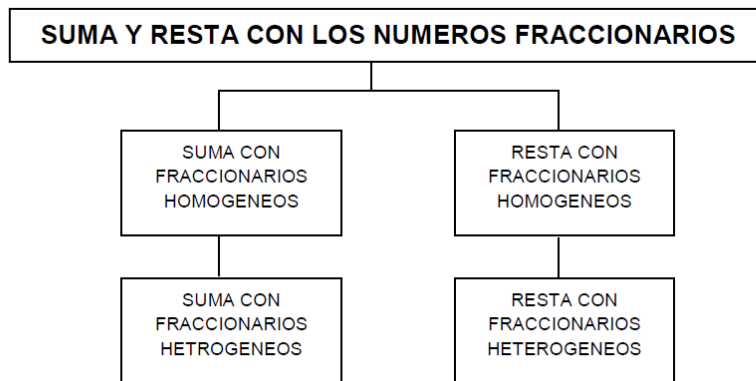 SUMA Y RESTA CON LOS NUMEROS FRACCIONARIOS
SUMA CON
FRACCIONARIOS
HOMOGENEOS
RESTA CON
FRACCIONARIOS
HOMOGENEOS
SUMA CON
FRACCIONARIOS
HETROGENEOS
RESTA CON
FRACCIONARIOS
HETEROGENEOS